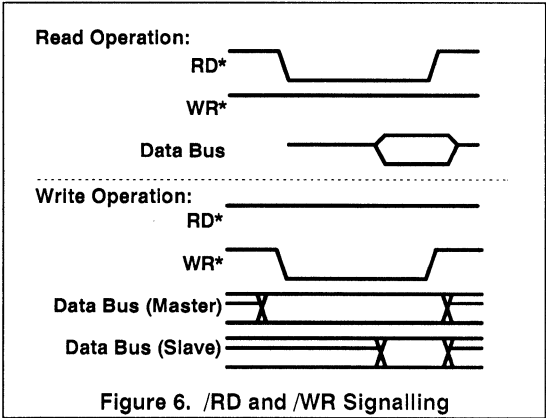 Read Operation:
RD*
WR*
Data Bus
Write Operation:
RD*
WR*
Data Bus (Master)
Data Bus (Slave)
Figure 6. /RD and /WR Signalling